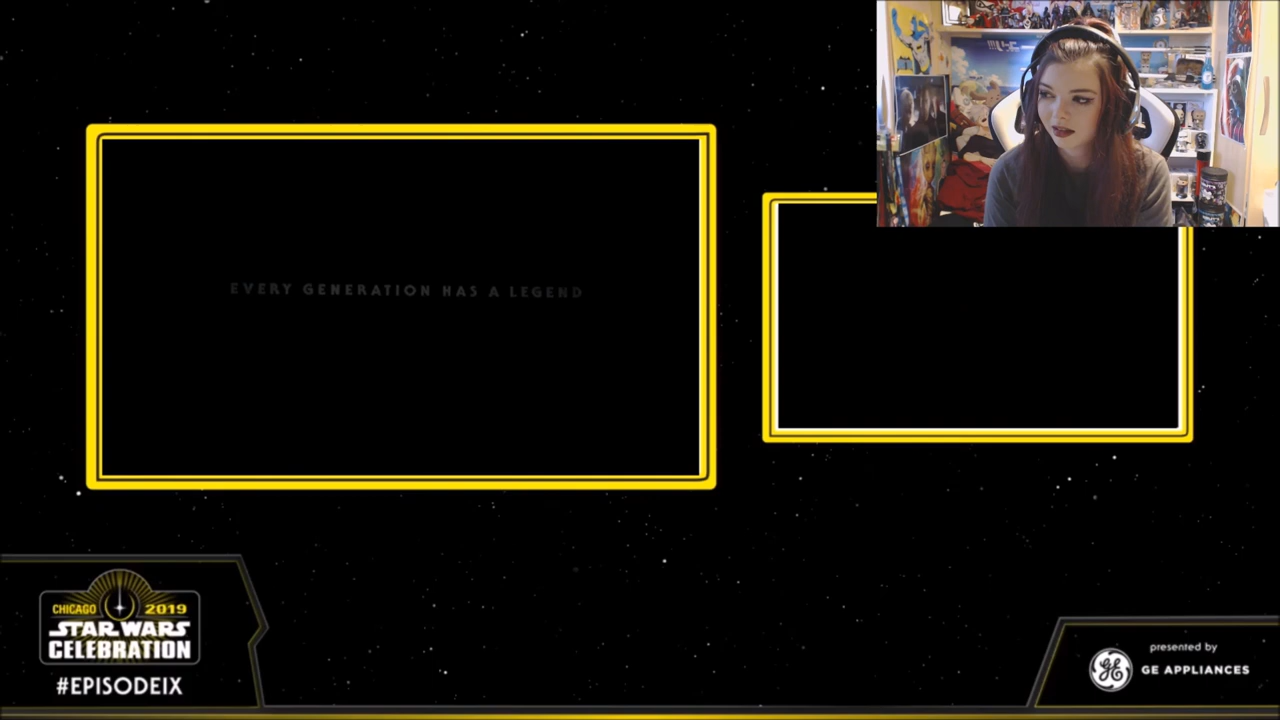 EVERY GENERATION HAS A LEGEND
CHICAGO 2019
STAR WARS
CELEBRATION
#EPISODEIX
presented by
GE APPLIANCES